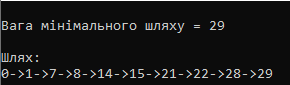 Вага мінімального шляху = 29
Шлях:
0->1->7->8->14->15->21->22->28->29